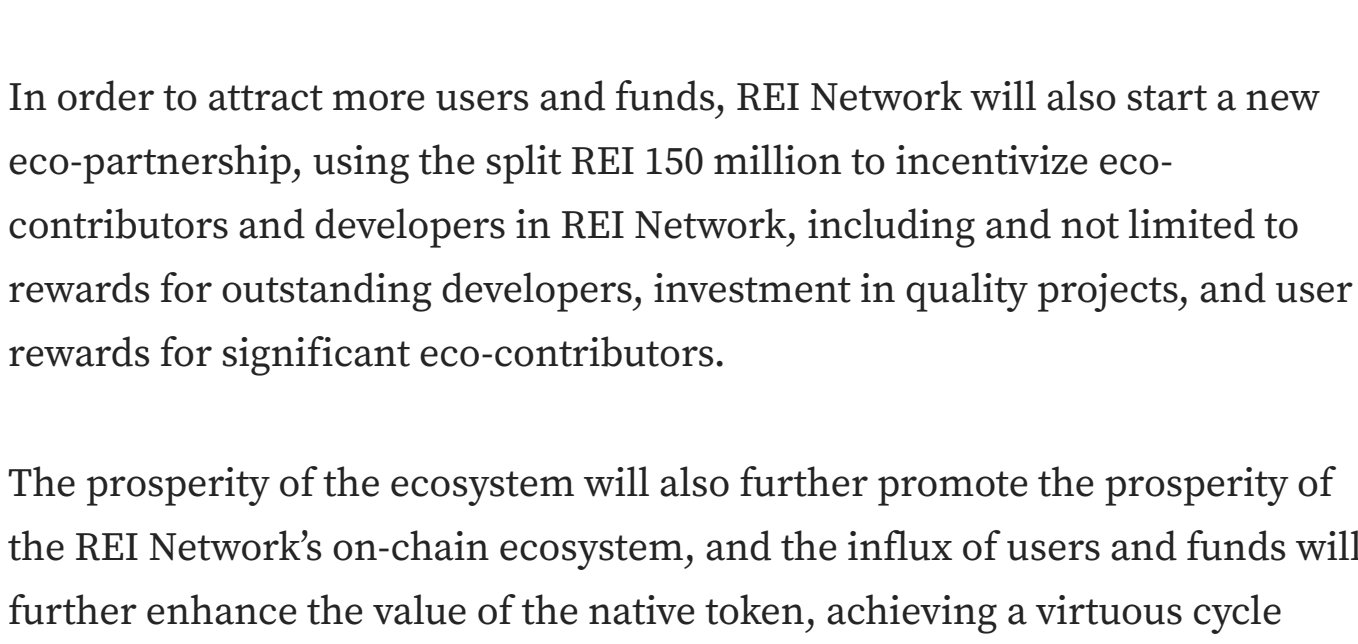 In order to attract more users and funds, REI Network will also start a new
eco-partnership, using the split REI 150 million to incentivize eco-
contributors and developers in REI Network, including and not limited to
rewards for outstanding developers, investment in quality projects, and user
rewards for significant eco-contributors.
The prosperity of the ecosystem will also further promote the prosperity of
the REI Network’s on-chain ecosystem, and the influx of users and funds will
further enhance the value of the native token, achieving a virtuous cycle